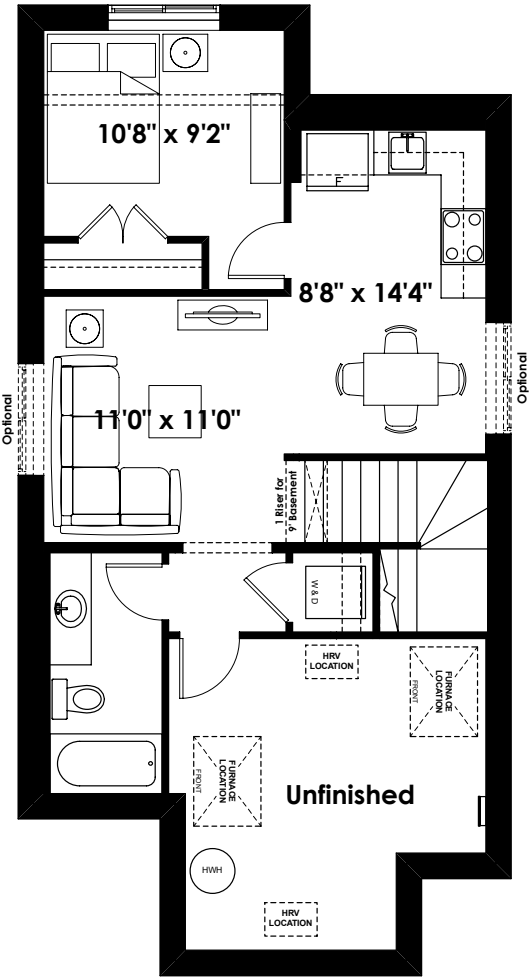 10'8" x 9'2"
F
8'8" x 14'4"
Optional
Optional
11'0" x 11'0"
1 Riser for
9' Basement
W & D
HRV
LOCATION
FURNACE
LOCATION
FRONT
FURNACE
LOCATION
FRONT
Unfinished
HWH
HRV
LOCATION